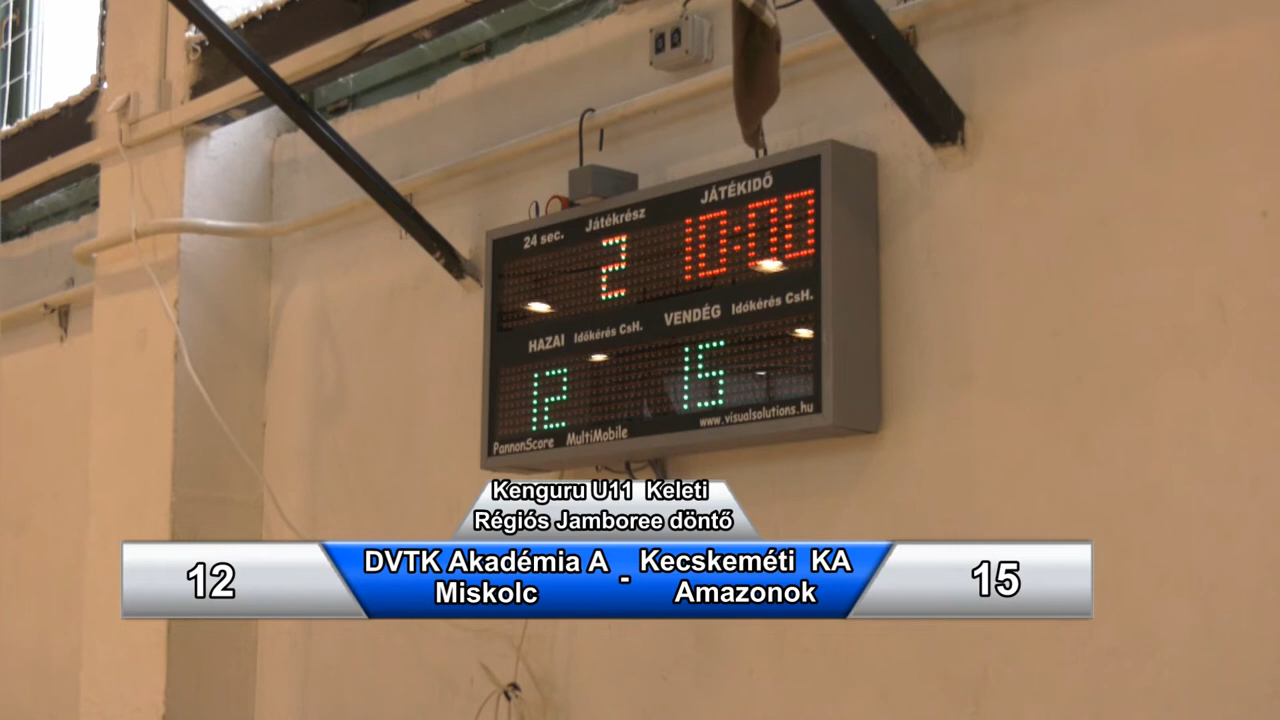 24 sec. Játékrész JÁTÉKIDŐ
2 10:00
HAZAI Időkérés CsH. VENDÉG Időkérés CsH.
12 15
PannonScore MultiMobile www.visualsolutions.hu
Kenguru U11 Keleti
Régiós Jamboree döntő
12 DVTK Akadémia A - Kecskeméti KA 15
Miskolc Amazonok